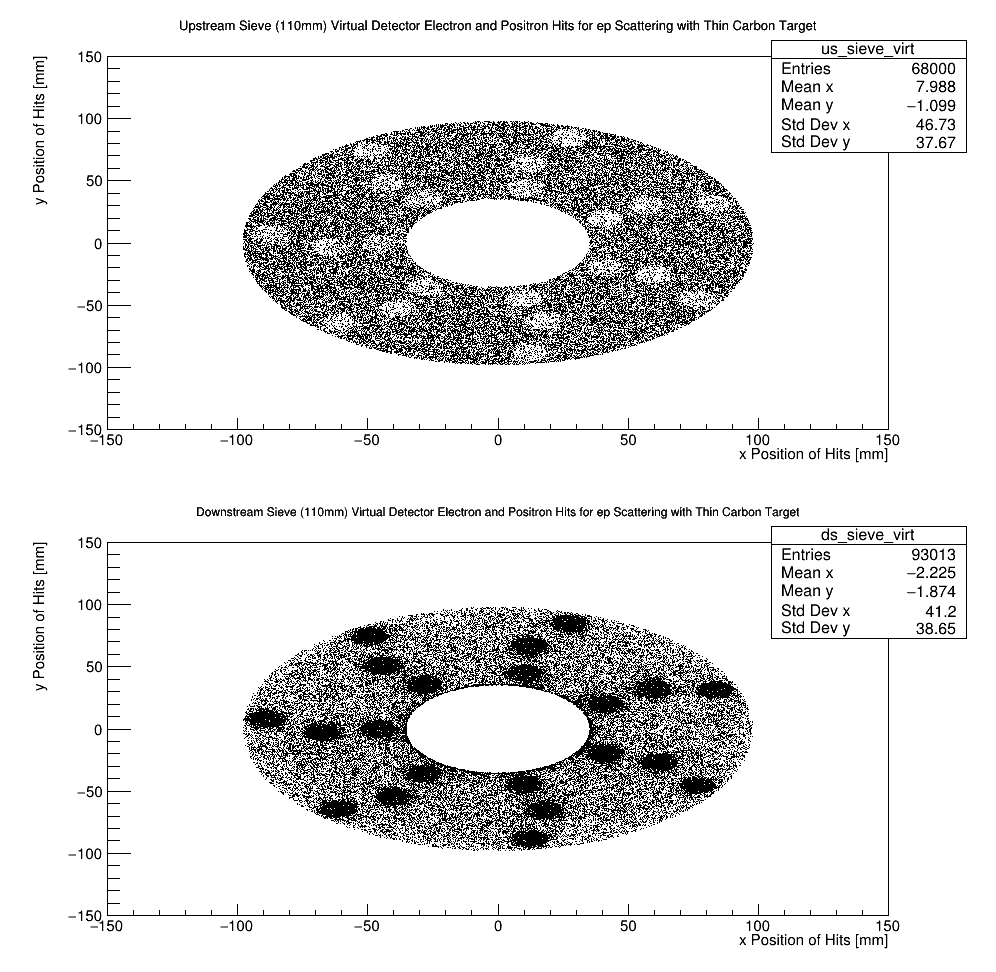 Upstream Sieve (110mm) Virtual Detector Electron and Positron Hits for ep Scattering with Thin Carbon Target
us_sieve_virt
Entries 68000
Mean x 7.988
Mean y −1.099
Std Dev x 46.73
Std Dev y 37.67
y Position of Hits [mm]
150
100
50
0
−50
−100
−150
−150 −100 −50 0 50 100 150
x Position of Hits [mm]
Downstream Sieve (110mm) Virtual Detector Electron and Positron Hits for ep Scattering with Thin Carbon Target
ds_sieve_virt
Entries 93013
Mean x −2.225
Mean y −1.874
Std Dev x 41.2
Std Dev y 38.65
y Position of Hits [mm]
150
100
50
0
−50
−100
−150
−150 −100 −50 0 50 100 150
x Position of Hits [mm]